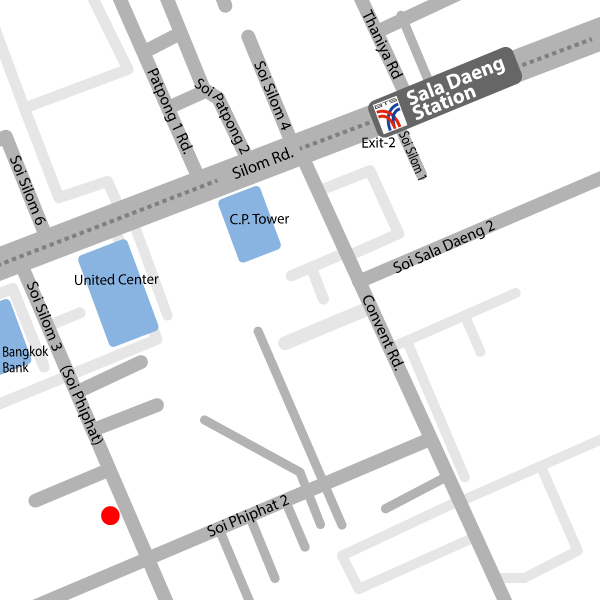 Thaniya Rd
Sala Daeng
Station
BTS
Exit-2
Soi Silom 1
Soi Silom 4
Soi Patpong 2
Patpong 1 Rd.
Silom Rd.
Soi Silom 6
C.P. Tower
United Center
Soi Sala Daeng 2
Convent Rd.
Soi Silom 3
(Soi Phiphat)
Bangkok
Bank
Soi Phiphat 2